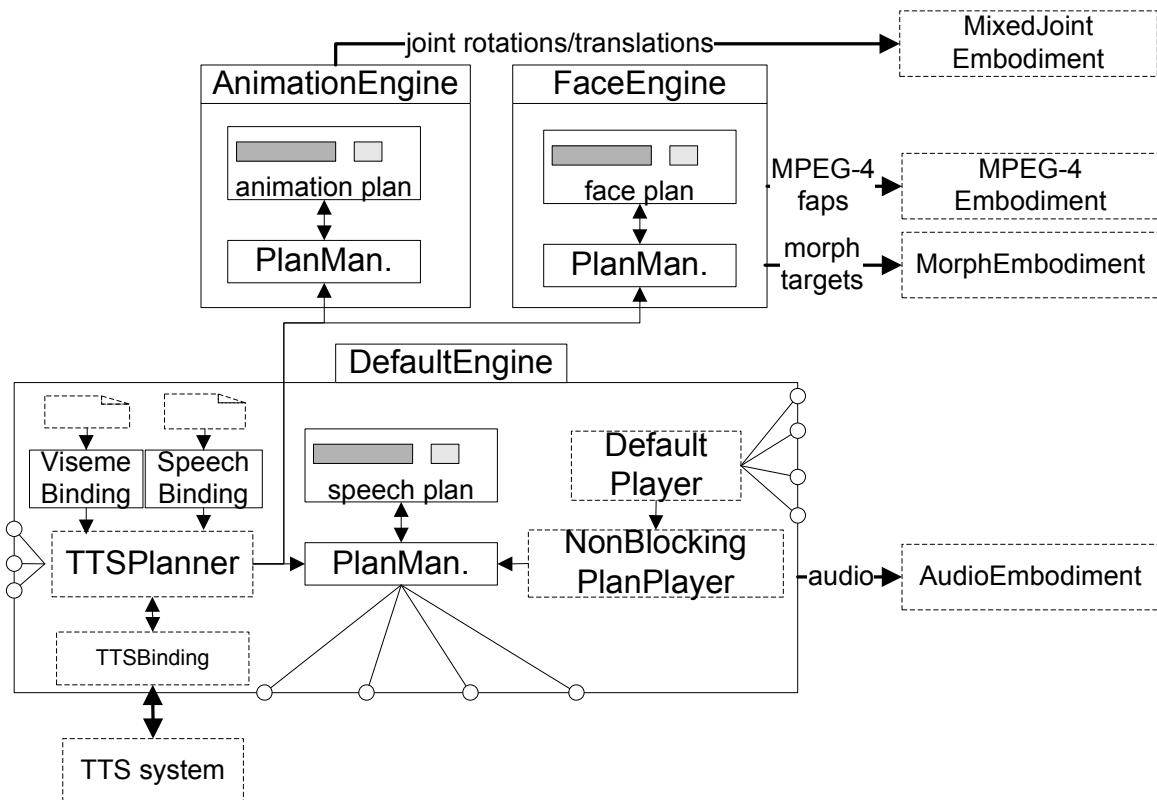 joint rotations/translations
MixedJoint
Embodiment
AnimationEngine
FaceEngine
animation plan
face plan
MPEG-4
faps
MPEG-4
Embodiment
PlanMan.
PlanMan.
morph
targets
MorphEmbodiment
DefaultEngine
Viseme
Binding
Speech
Binding
speech plan
Default
Player
TTSPlanner
PlanMan.
NonBlocking
PlanPlayer
audio
AudioEmbodiment
TTSBinding
TTS system